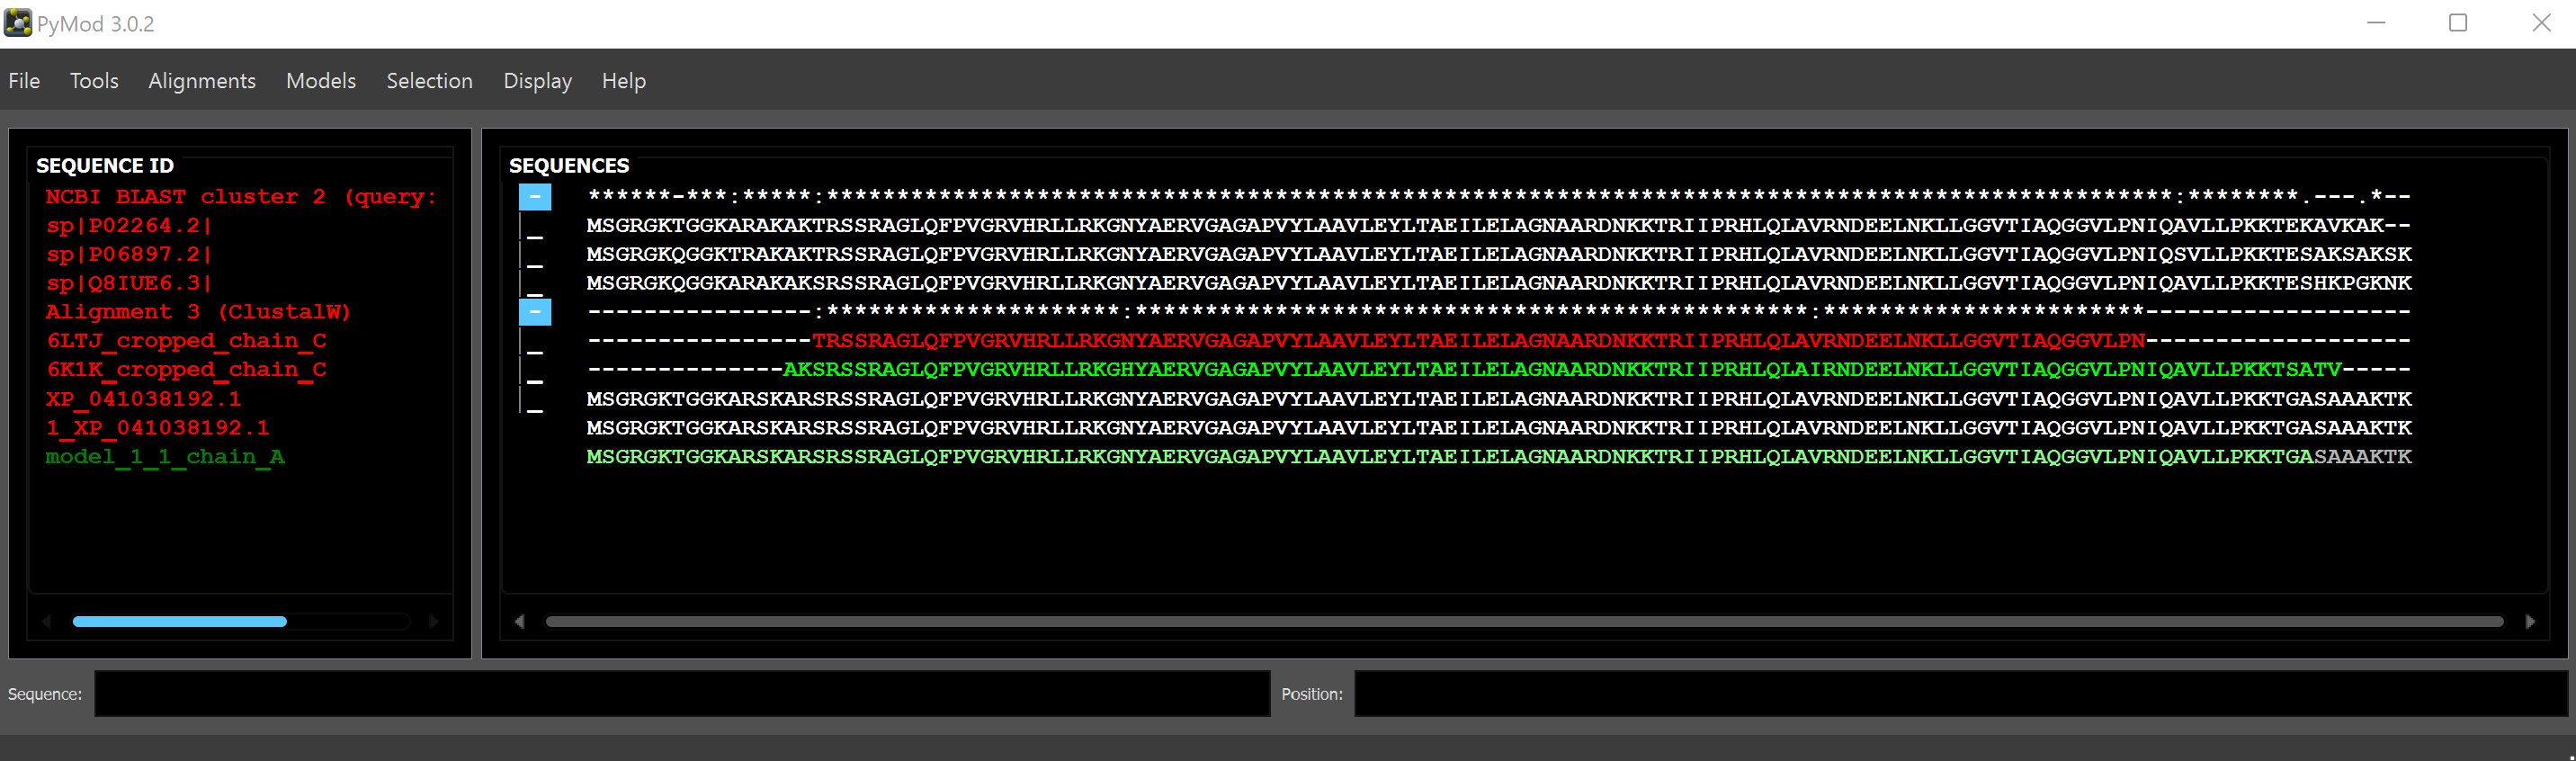 PyMod 3.0.2
File Tools Alignments Models Selection Display Help
SEQUENCE ID
NCBI BLAST cluster 2 (query:
sp|P02264.2|
sp|P06897.2|
sp|Q8IUE6.3|
Alignment 3 (ClustalW)
6LTJ_cropped_chain_C
6K1K_cropped_chain_C
XP_041038192.1
1_XP_041038192.1
model_1_1_chain_A
SEQUENCES
- ******-***:*****:************************************************************************************************:********.---.*--
MSGRGKTGGKARAKAKTRSSRAGLQFPVGRVHRLLRKGNYAERVGAGAPVYLAAVLEYLTAEILELAGNAARDNKKTRIIPRHLQLAVRNDEELNKLLGGVTIAQGGVLPNIQAVLLPKKTEKAVKAK--
MSGRGKQGGKTRAKAKTRSSRAGLQFPVGRVHRLLRKGNYAERVGAGAPVYLAAVLEYLTAEILELAGNAARDNKKTRIIPRHLQLAVRNDEELNKLLGGVTIAQGGVLPNIQSVLLPKKTESAKSAKSK
MSGRGKQGGKARAKAKSRSSRAGLQFPVGRVHRLLRKGNYAERVGAGAPVYLAAVLEYLTAEILELAGNAARDNKKTRIIPRHLQLAVRNDEELNKLLGGVTIAQGGVLPNIQAVLLPKKTESHKPGKNK
- ----------------:*********************:************************************************:***********************-------------------
----------------TRSSRAGLQFPVGRVHRLLRKGNYAERVGAGAPVYLAAVLEYLTAEILELAGNAARDNKKTRIIPRHLQLAVRNDEELNKLLGGVTIAQGGVLPN-------------------
--------------AKSRSSRAGLQFPVGRVHRLLRKGHYAERVGAGAPVYLAAVLEYLTAEILELAGNAARDNKKTRIIPRHLQLAIRNDEELNKLLGGVTIAQGGVLPNIQAVLLPKKTSATV-----
MSGRGKTGGKARSKARSRSSRAGLQFPVGRVHRLLRKGNYAERVGAGAPVYLAAVLEYLTAEILELAGNAARDNKKTRIIPRHLQLAVRNDEELNKLLGGVTIAQGGVLPNIQAVLLPKKTGASAAAKTK
MSGRGKTGGKARSKARSRSSRAGLQFPVGRVHRLLRKGNYAERVGAGAPVYLAAVLEYLTAEILELAGNAARDNKKTRIIPRHLQLAVRNDEELNKLLGGVTIAQGGVLPNIQAVLLPKKTGASAAAKTK
MSGRGKTGGKARSKARSRSSRAGLQFPVGRVHRLLRKGNYAERVGAGAPVYLAAVLEYLTAEILELAGNAARDNKKTRIIPRHLQLAVRNDEELNKLLGGVTIAQGGVLPNIQAVLLPKKTGASAAAKTK
Sequence: Position: